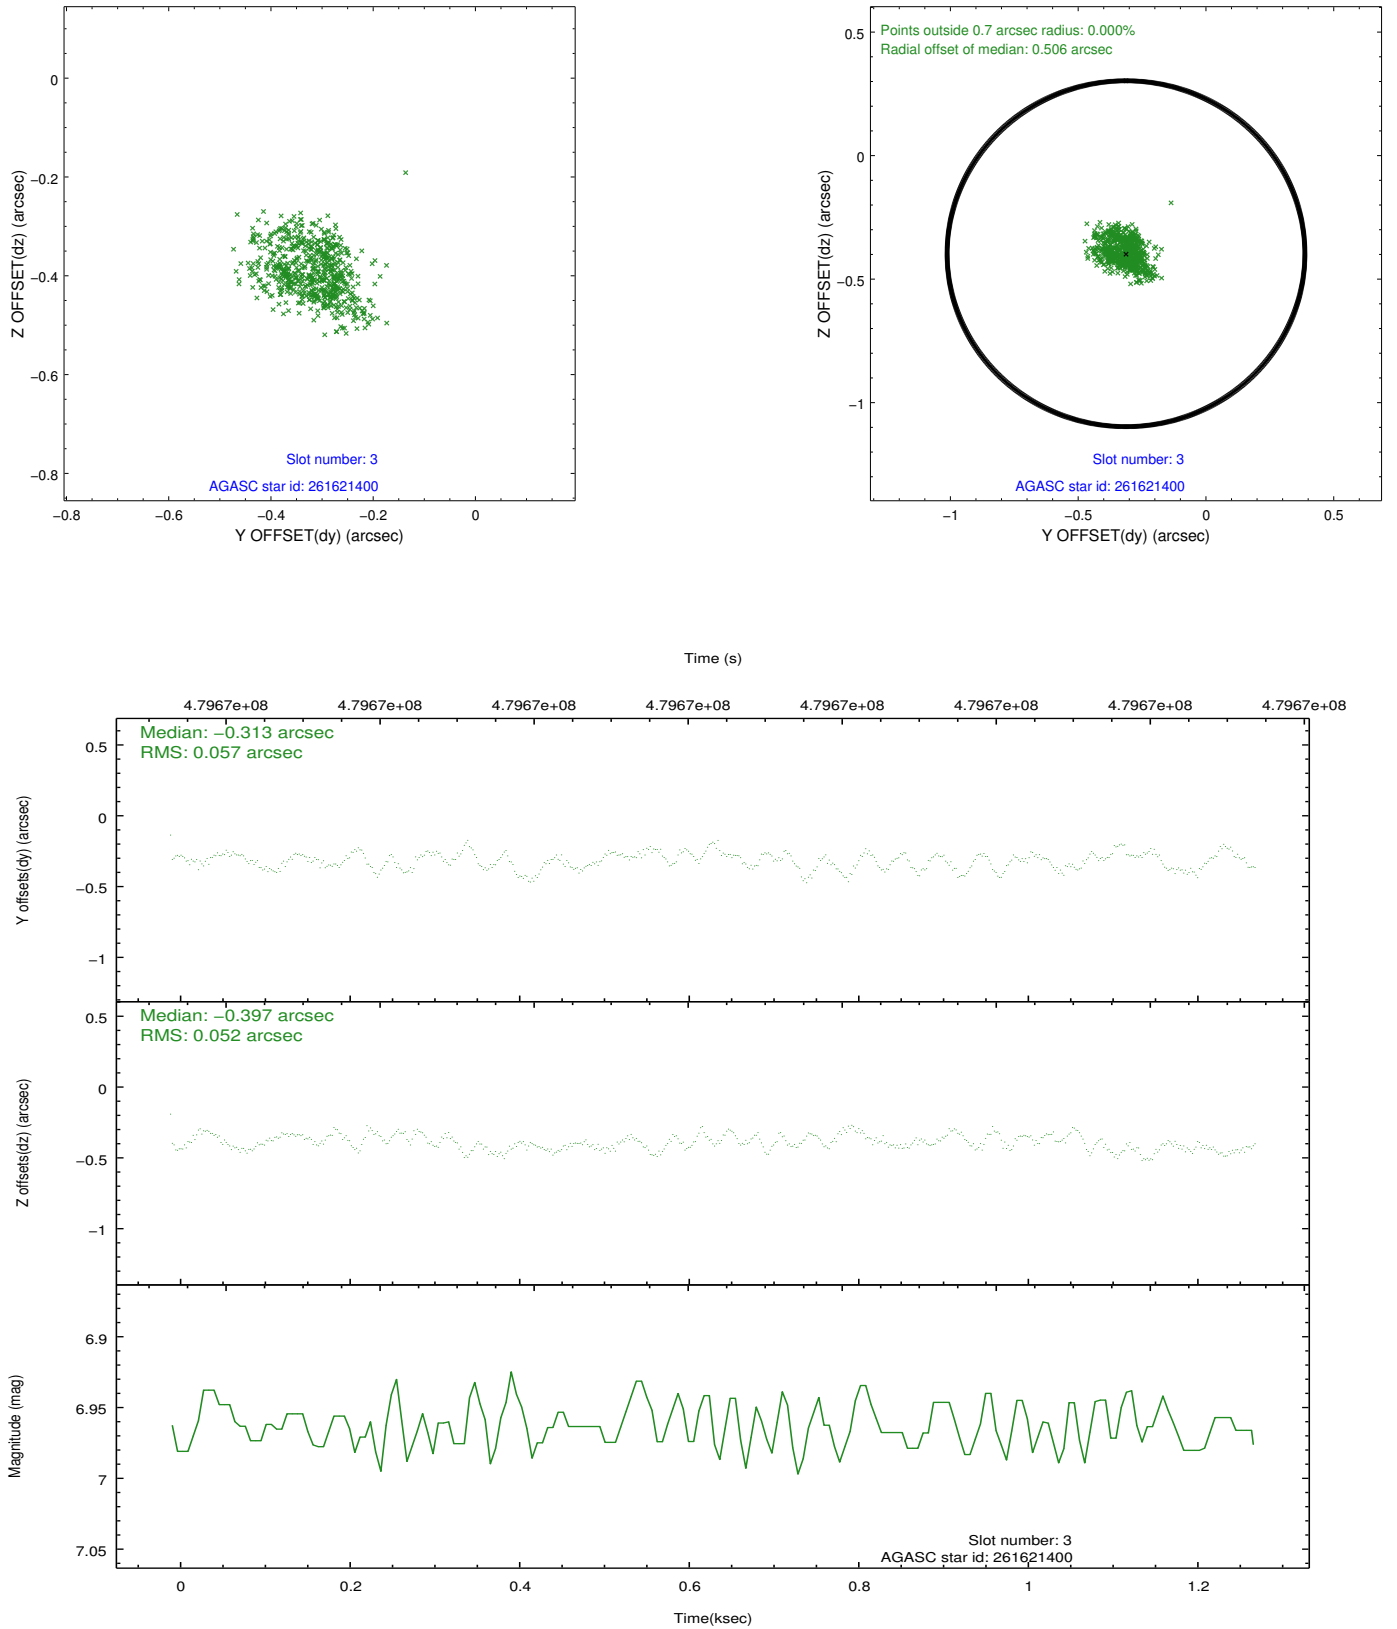 0
−0.2
−0.4
−0.6
−0.8
Z OFFSET(dz) (arcsec)
Slot number: 3
AGASC star id: 261621400
−0.8 −0.6 −0.4 −0.2 0
Y OFFSET(dy) (arcsec)
Points outside 0.7 arcsec radius: 0.000%
Radial offset of median: 0.506 arcsec
0.5
0
−0.5
−1
Z OFFSET(dz) (arcsec)
Slot number: 3
AGASC star id: 261621400
−1 −0.5 0 0.5
Y OFFSET(dy) (arcsec)
Time (s)
4.7967e+08 4.7967e+08 4.7967e+08 4.7967e+08 4.7967e+08 4.7967e+08 4.7967e+08 4.7967e+08
Median: −0.313 arcsec
RMS: 0.057 arcsec
0.5
0
−0.5
−1
Y offsets(dy) (arcsec)
Median: −0.397 arcsec
RMS: 0.052 arcsec
0.5
0
−0.5
−1
Z offsets(dz) (arcsec)
6.9
6.95
7
7.05
Magnitude (mag)
Slot number: 3
AGASC star id: 261621400
0 0.2 0.4 0.6 0.8 1 1.2
Time(ksec)